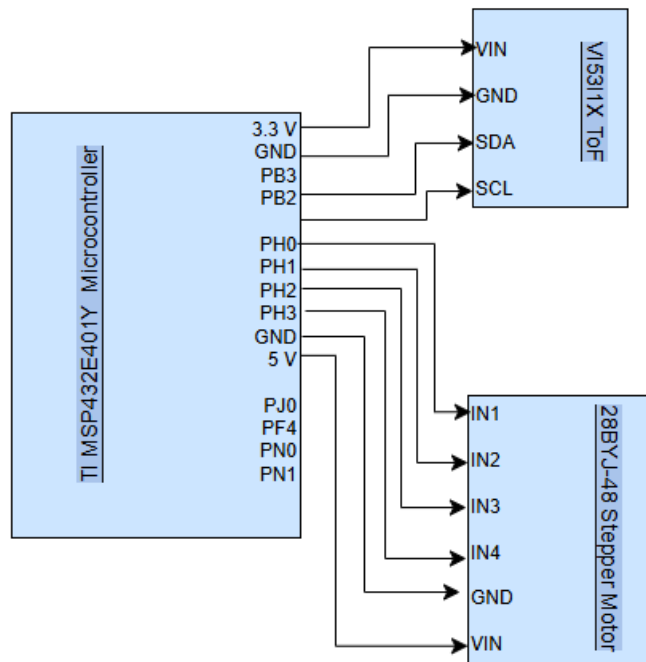 TI MSP432E401Y Microcontroller
3.3 V
GND
PB3
PB2
PH0
PH1
PH2
PH3
GND
5 V
PJ0
PF4
PN0
PN1
VIN
GND
SDA
SCL
VI53I1X ToF
IN1
IN2
IN3
IN4
GND
VIN
28BYJ-48 Stepper Motor